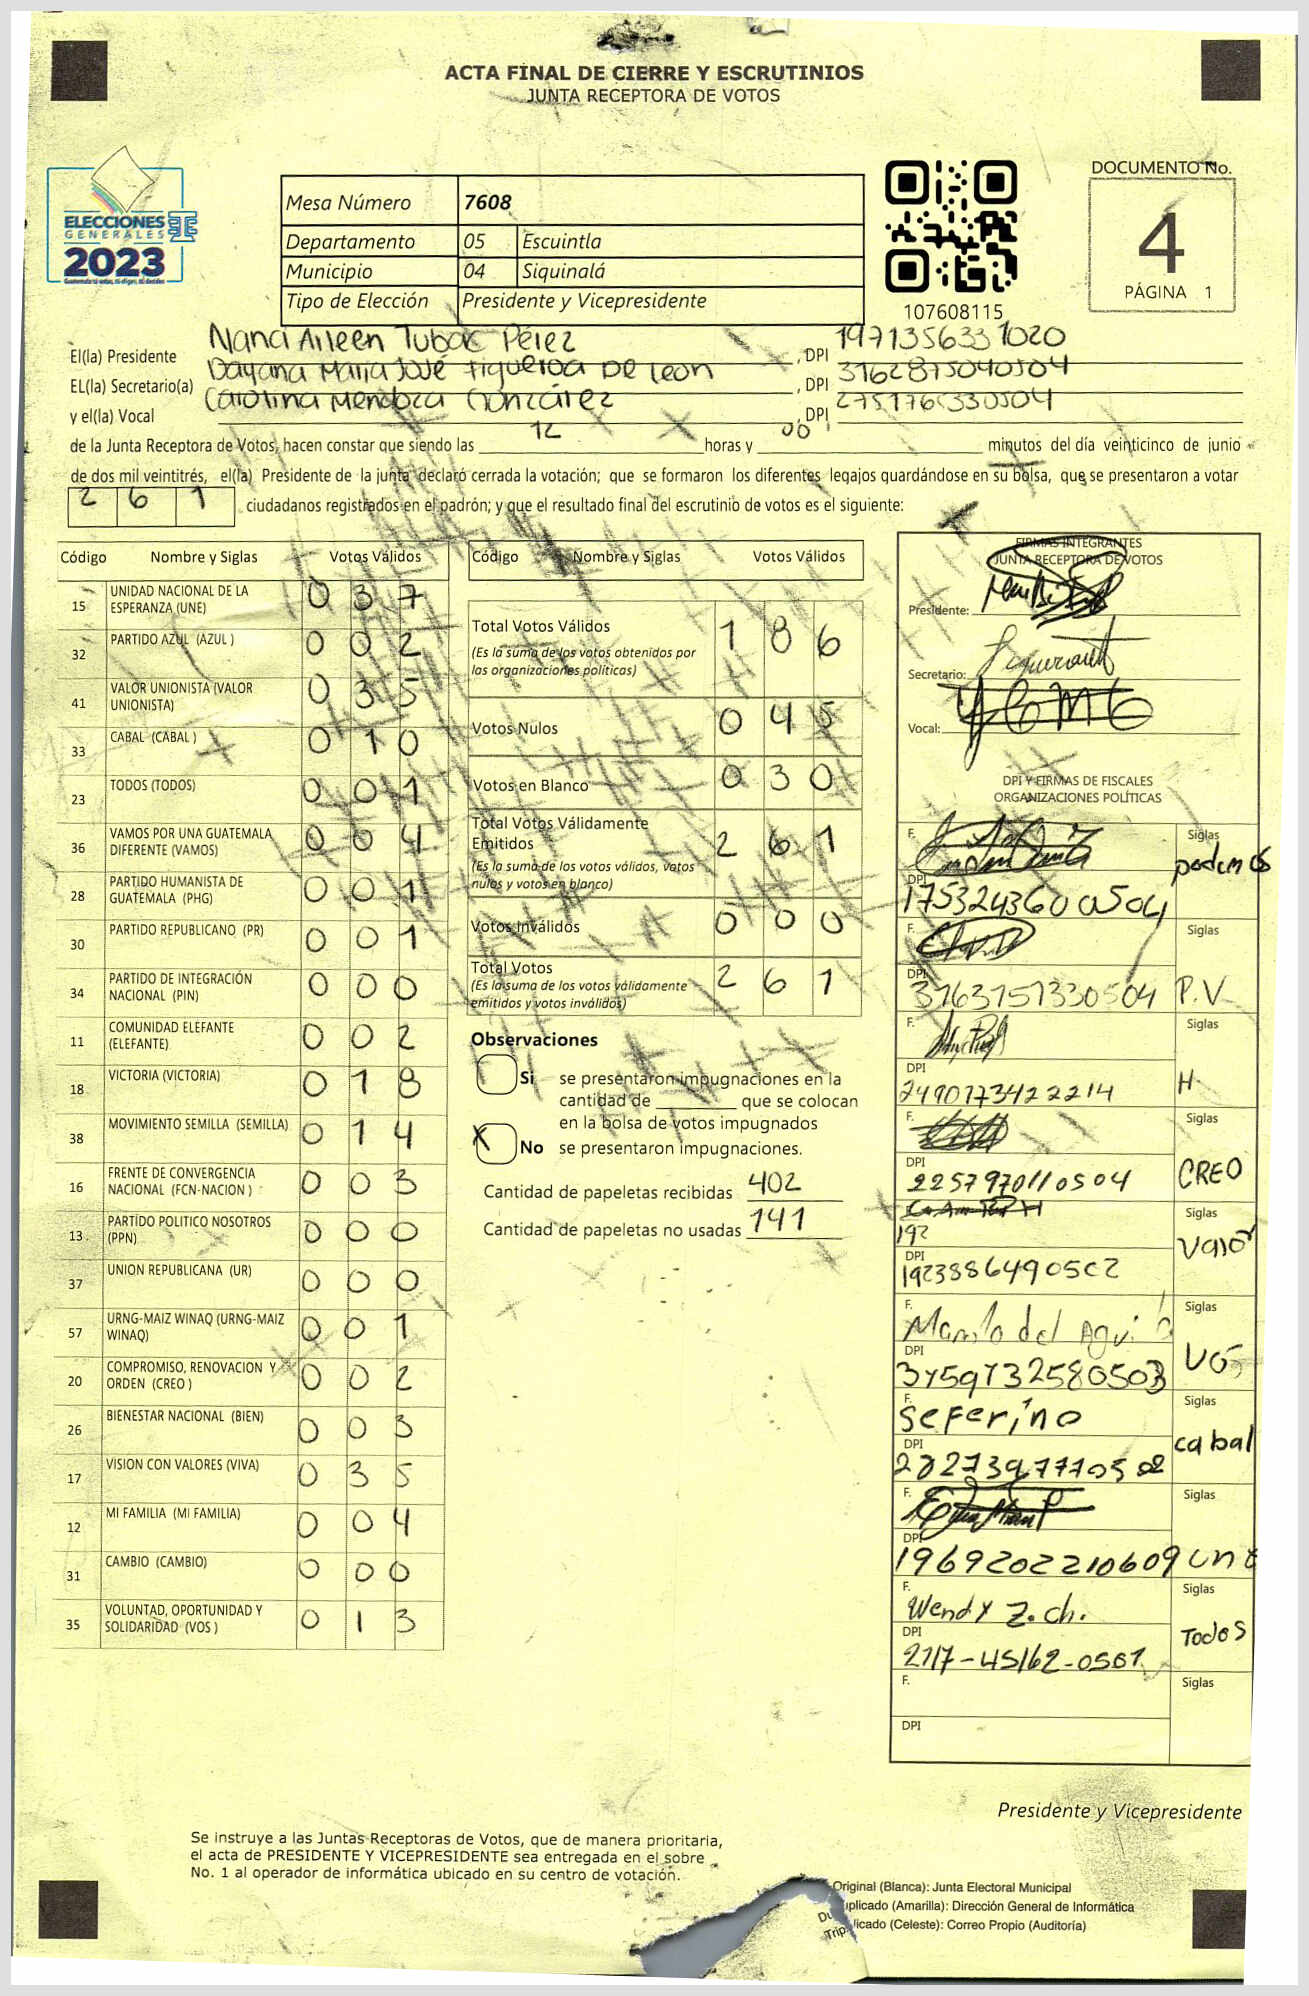 ACTA FINAL DE CIERRE Y ESCRUTINIOS
JUNTA RECEPTORA DE VOTOS
ELECCIONES
GENERALES
2023
Mesa Número 7608
Departamento 05 Escuintla
Municipio 04 Siquinalá
Tipo de Elección Presidente y Vicepresidente
107608115
DOCUMENTO No.
4
PÁGINA 1
El(la) Presidente Nanci Aileen Tubac Pérez, DPI 1971356331020
EL(la) Secretario(a) Dayana María José Figueroa De León, DPI 3162875040504
y el(la) Vocal Carolina Mendoza González, DPI 2751765330504
de la Junta Receptora de Votos, hacen constar que siendo las 12 horas y 00 minutos del día veinticinco de junio
de dos mil veintitrés, el(la) Presidente de la junta declaró cerrada la votación; que se formaron los diferentes legajos guardándose en su bolsa, que se presentaron a votar
261 ciudadanos registrados en el padrón; y que el resultado final del escrutinio de votos es el siguiente:
Código Nombre y Siglas Votos Válidos
15 UNIDAD NACIONAL DE LA ESPERANZA (UNE) 0 3 7
32 PARTIDO AZUL (AZUL ) 0 0 2
41 VALOR UNIONISTA (VALOR UNIONISTA) 0 3 5
33 CABAL (CABAL ) 0 1 0
23 TODOS (TODOS) 0 0 1
36 VAMOS POR UNA GUATEMALA DIFERENTE (VAMOS) 0 0 4
28 PARTIDO HUMANISTA DE GUATEMALA (PHG) 0 0 1
30 PARTIDO REPUBLICANO (PR) 0 0 1
34 PARTIDO DE INTEGRACIÓN NACIONAL (PIN) 0 0 0
11 COMUNIDAD ELEFANTE (ELEFANTE) 0 0 2
18 VICTORIA (VICTORIA) 0 1 8
38 MOVIMIENTO SEMILLA (SEMILLA) 0 1 4
16 FRENTE DE CONVERGENCIA NACIONAL (FCN-NACION ) 0 0 3
13 PARTIDO POLITICO NOSOTROS (PPN) 0 0 0
37 UNION REPUBLICANA (UR) 0 0 0
57 URNG-MAIZ WINAQ (URNG-MAIZ WINAQ) 0 0 1
20 COMPROMISO, RENOVACION Y ORDEN (CREO ) 0 0 2
26 BIENESTAR NACIONAL (BIEN) 0 0 3
17 VISION CON VALORES (VIVA) 0 3 5
12 MI FAMILIA (MI FAMILIA) 0 0 4
31 CAMBIO (CAMBIO) 0 0 0
35 VOLUNTAD, OPORTUNIDAD Y SOLIDARIDAD (VOS ) 0 1 3
Código Nombre y Siglas Votos Válidos
Total Votos Válidos 1 8 6
(Es la suma de los votos obtenidos por
las organizaciones políticas)
Votos Nulos 0 4 5
Votos en Blanco 0 3 0
Total Votos Válidamente
Emitidos 2 6 1
(Es la suma de los votos válidos, votos
nulos y votos en blanco)
Votos Inválidos 0 0 0
Total Votos 2 6 1
(Es la suma de los votos válidamente
emitidos y votos inválidos)
Observaciones
Si se presentaron impugnaciones en la
cantidad de ________ que se colocan
en la bolsa de votos impugnados
X No se presentaron impugnaciones.
Cantidad de papeletas recibidas 402
Cantidad de papeletas no usadas 141
FIRMAS INTEGRANTES
JUNTA RECEPTORA DE VOTOS
Presidente:
Secretario:
Vocal:
DPI Y FIRMAS DE FISCALES
ORGANIZACIONES POLÍTICAS
F. Siglas podemos
DPI 1753243600504
F. Siglas P.V
DPI 3763151330504
F. Siglas H
DPI 2490173422214
F. Siglas CREO
DPI 2257970110504
F. 192 Siglas Valor
DPI 1923886490502
F. Siglas VOS
DPI 3459732580503
F. Seferino Siglas cabal
DPI
F. Siglas une
DPI 1969202210609
F. Wendy Z. ch. Siglas Todos
DPI 2117-45162-0501
F. Siglas
DPI
Presidente y Vicepresidente
Se instruye a las Juntas Receptoras de Votos, que de manera prioritaria,
el acta de PRESIDENTE Y VICEPRESIDENTE sea entregada en el sobre
No. 1 al operador de informática ubicado en su centro de votación.
Original (Blanca): Junta Electoral Municipal
Duplicado (Amarilla): Dirección General de Informática
Triplicado (Celeste): Correo Propio (Auditoría)